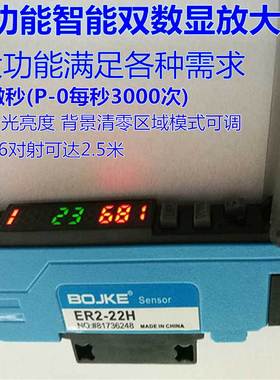 功能智能双数显放大
功能满足各种需求
秒(P-0每秒3000次)
光亮度 背景清零区域模式可调
6对射可达2.5米
1 23 681
BOJKE Sensor
ER2-22H
NO:#81736248 MADE IN CHINA